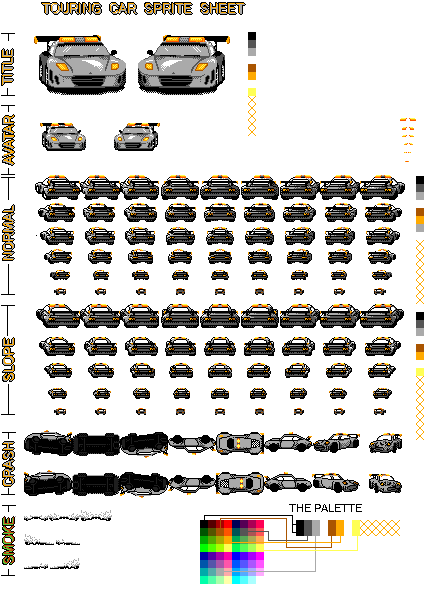 TOURING CAR SPRITE SHEET
TITLE
AVATAR
NORMAL
SLOPE
CRASH
SMOKE
THE PALETTE